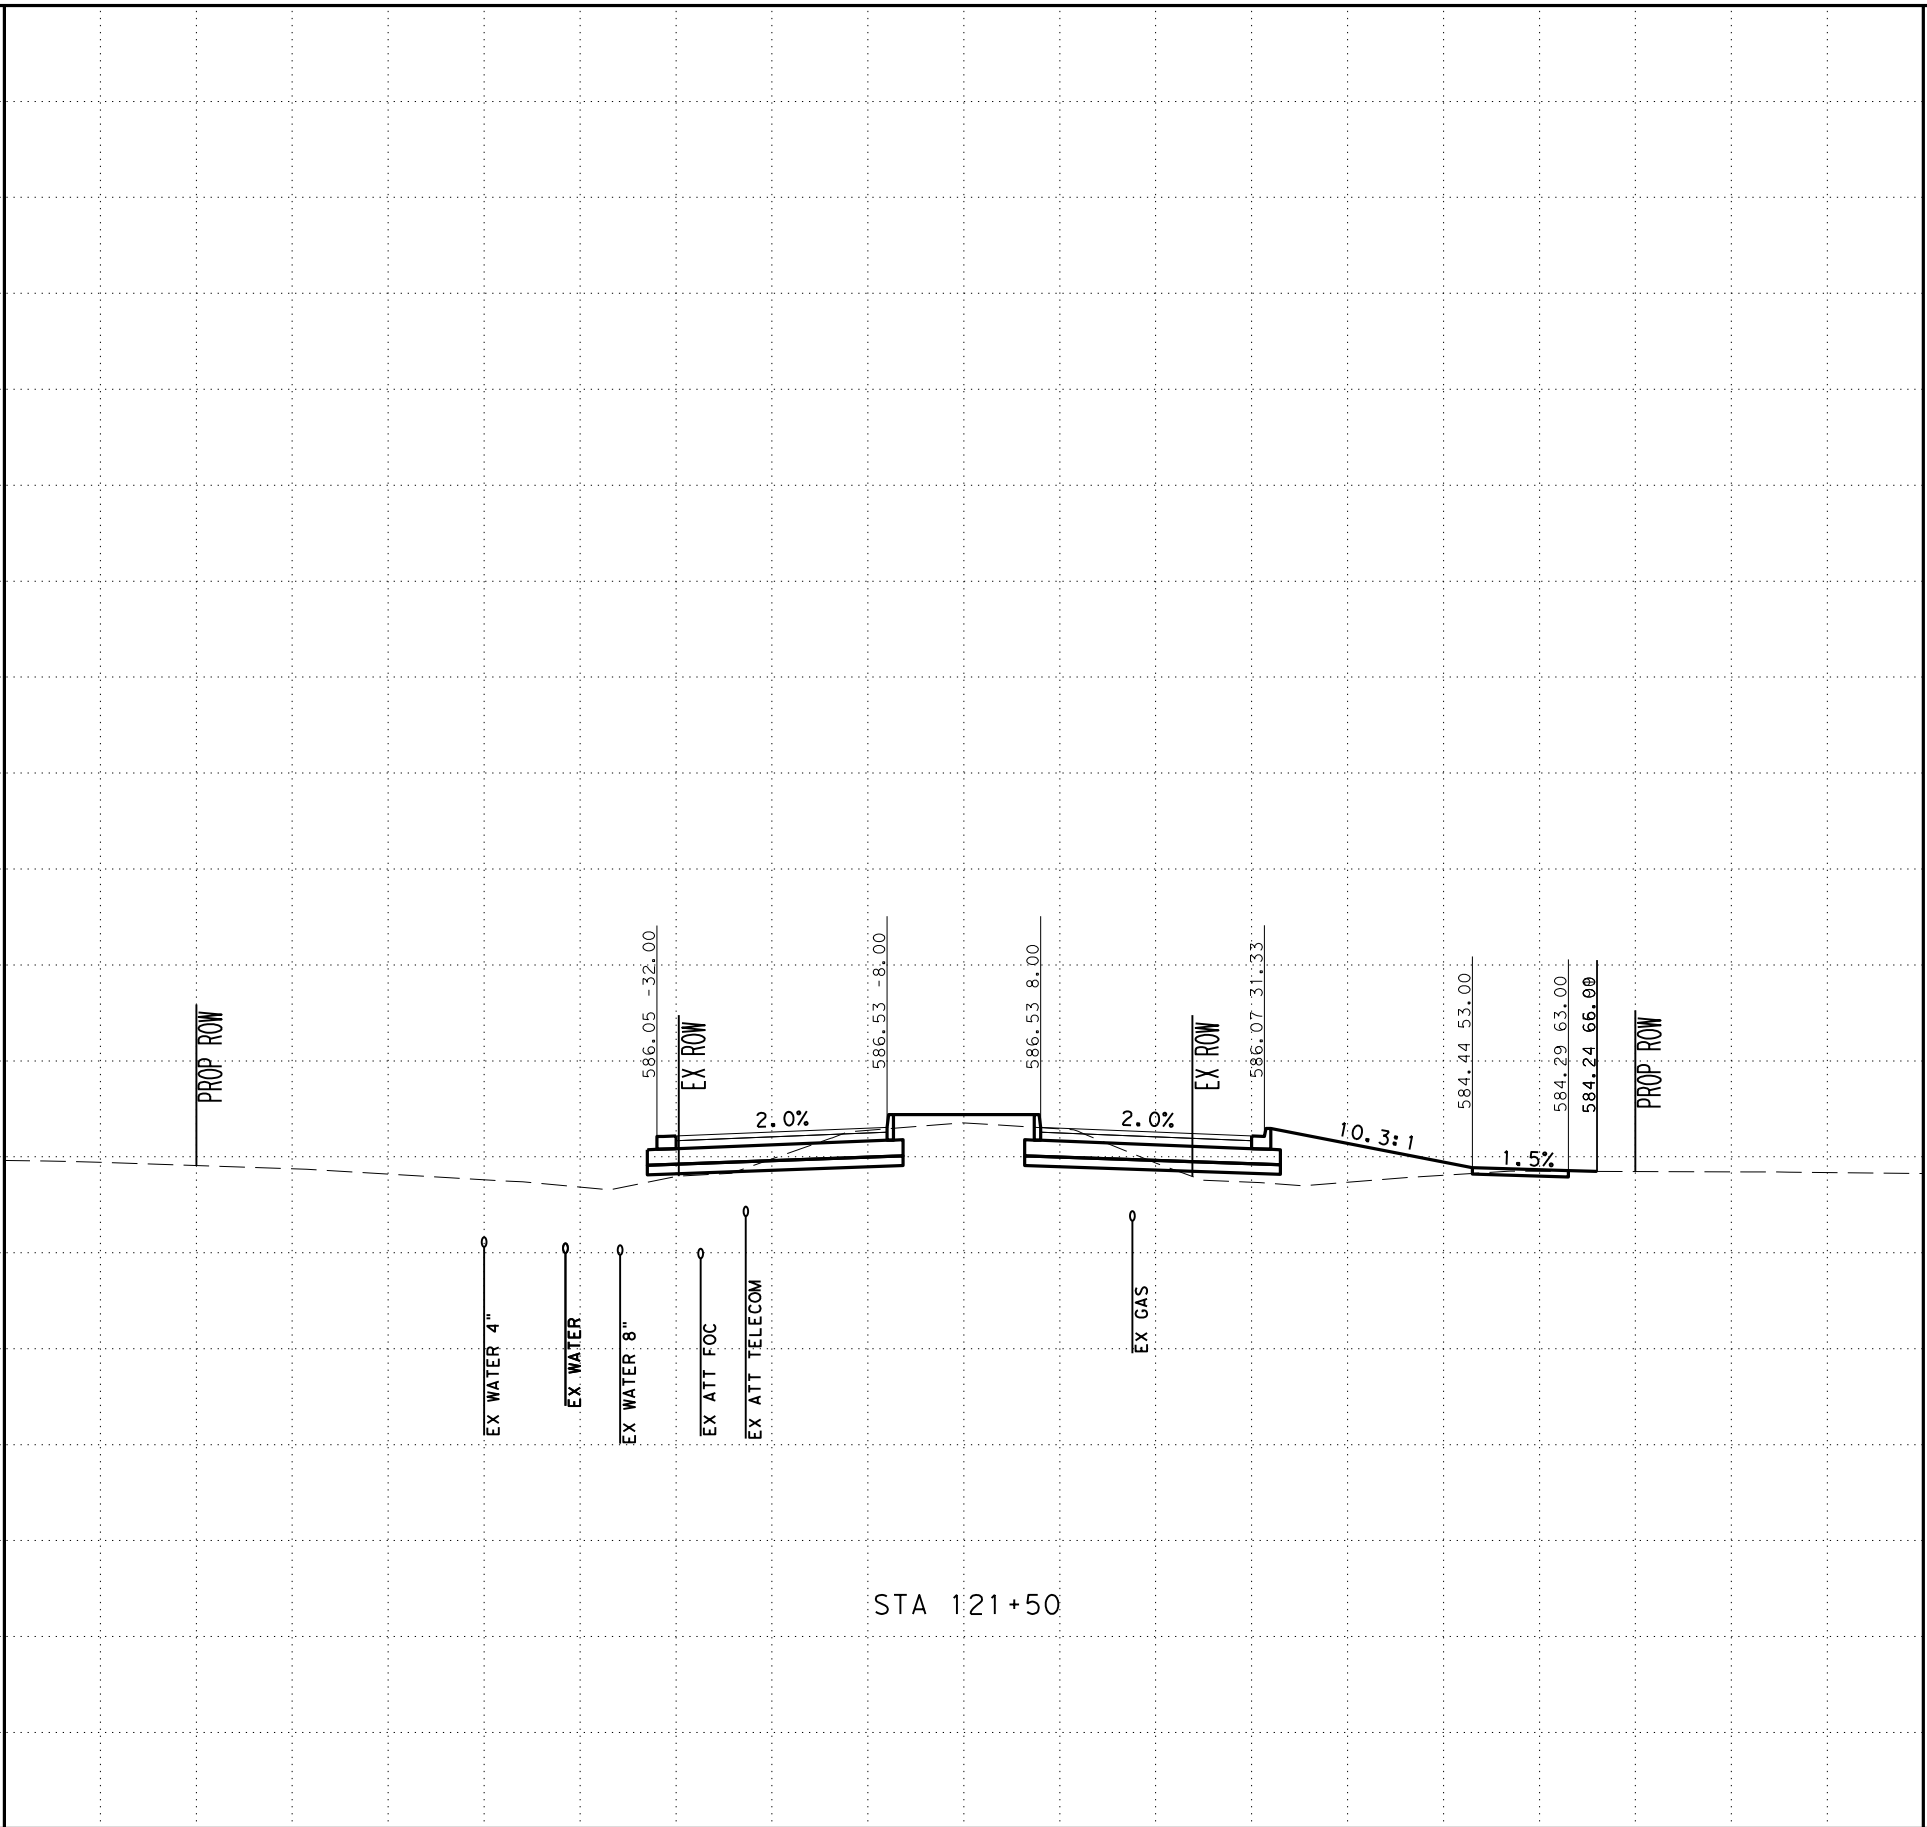 PROP ROW
586.05 -32.00
EX ROW
586.53 -8.00
586.53 8.00
EX ROW
586.07 31.33
584.44 53.00
584.29 63.00
584.24
PROP ROW
2.0%
2.0%
10.3:1
1.5%
EX WATER 4"
EX WATER
EX WATER 8"
EX ATT FOC
EX ATT TELECOM
EX GAS
STA 121+50